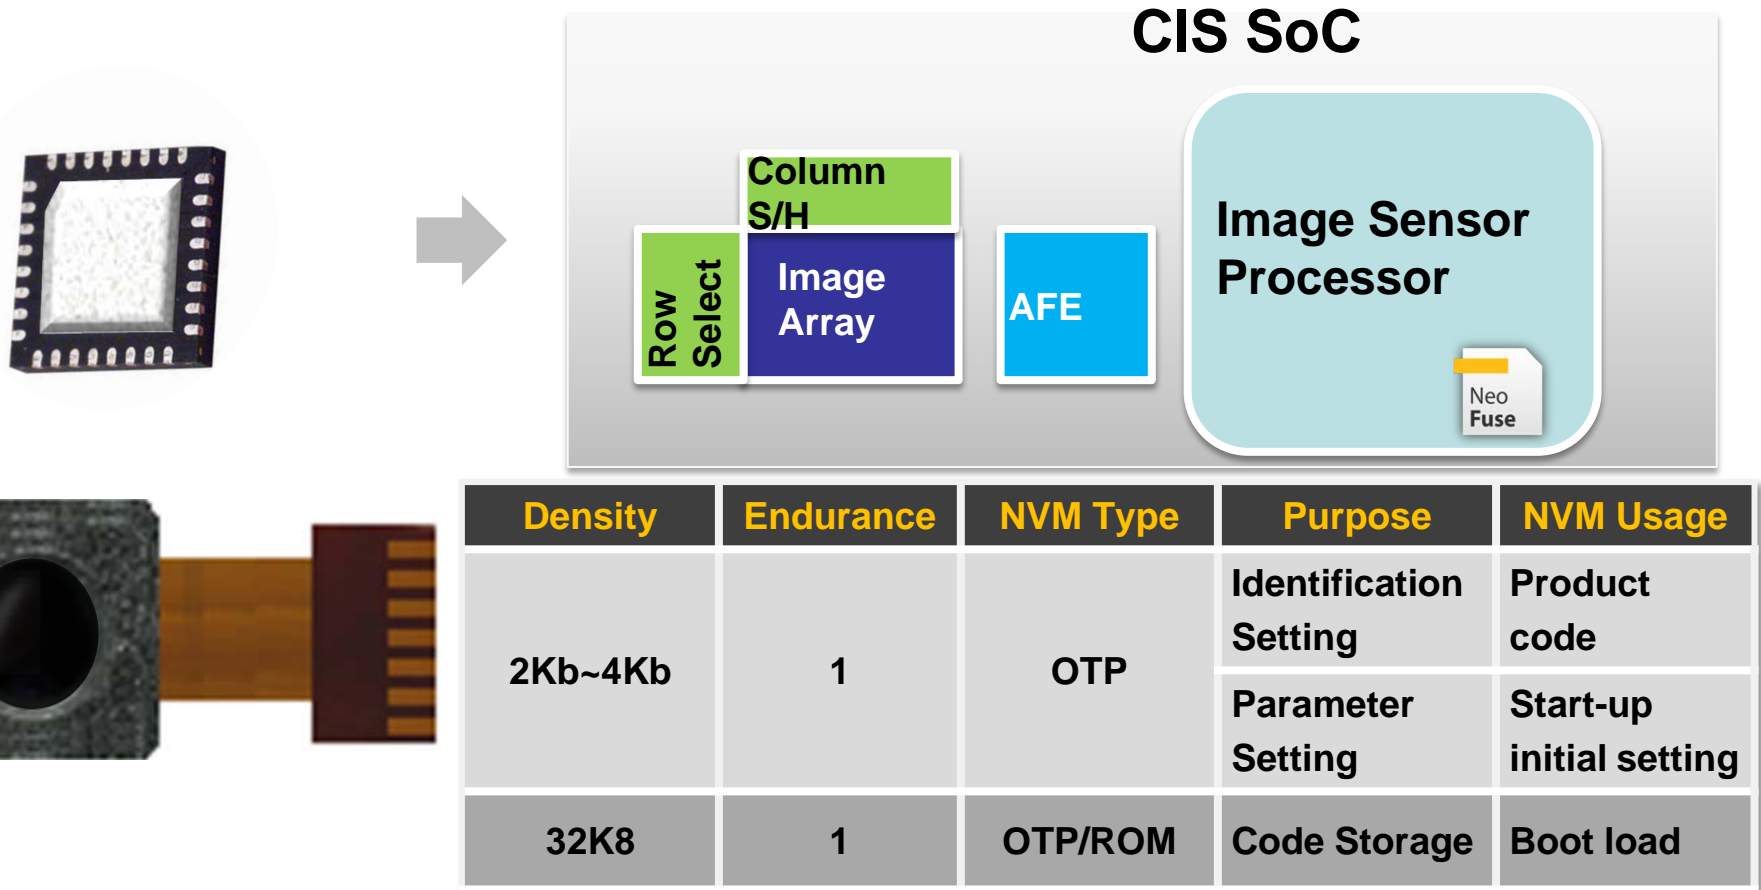 CIS SoC
Column
S/H
Row
Select
Image
Array
AFE
Image Sensor
Processor
Neo
Fuse
Density Endurance NVM Type Purpose NVM Usage
2Kb~4Kb 1 OTP
Identification
Setting
Product
code
Parameter
Setting
Start-up
initial setting
32K8 1 OTP/ROM Code Storage Boot load